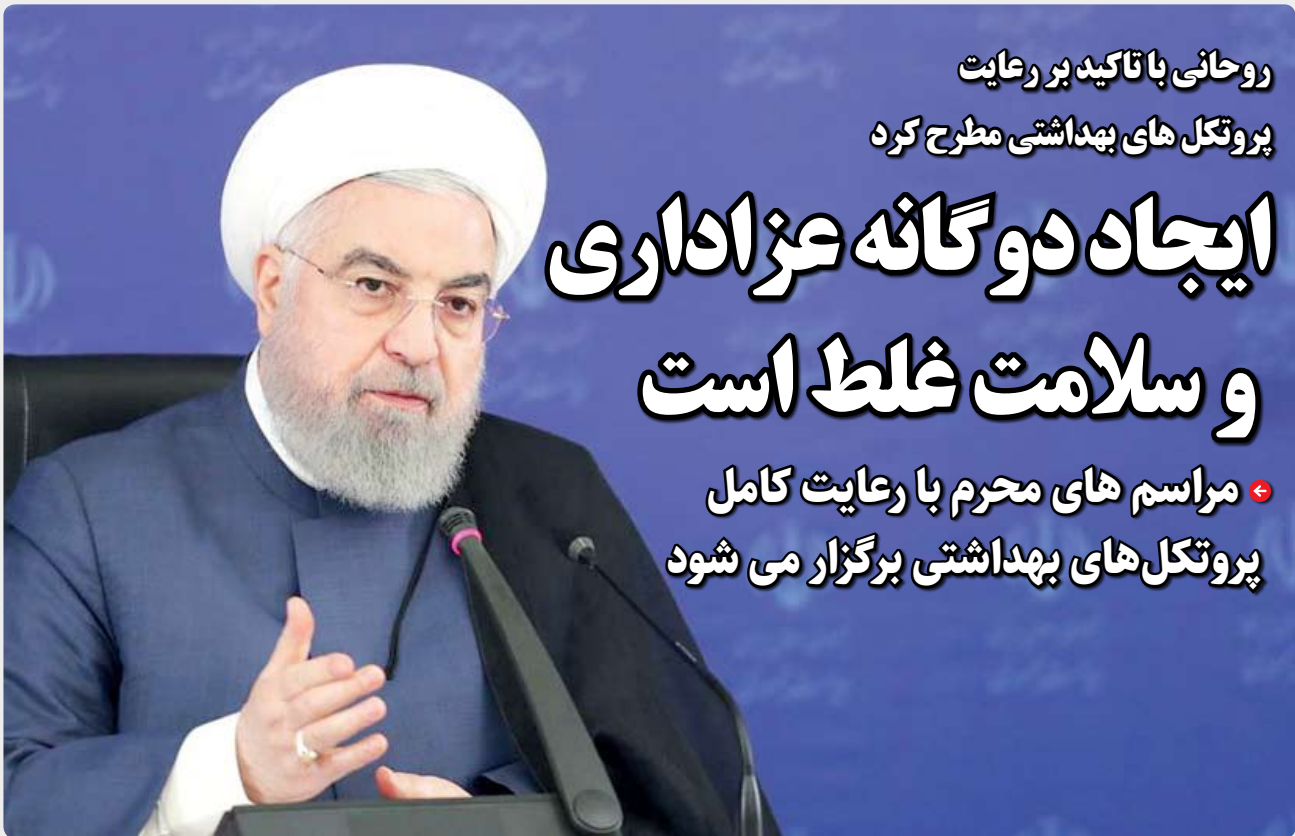 روحانی با تاکید بر رعایت
پروتکل های بهداشتی مطرح کرد
ایجاد دوگانه عزاداری
و سلامت غلط است
مراسم های محرم با رعایت کامل
پروتکل‌های بهداشتی برگزار می شود